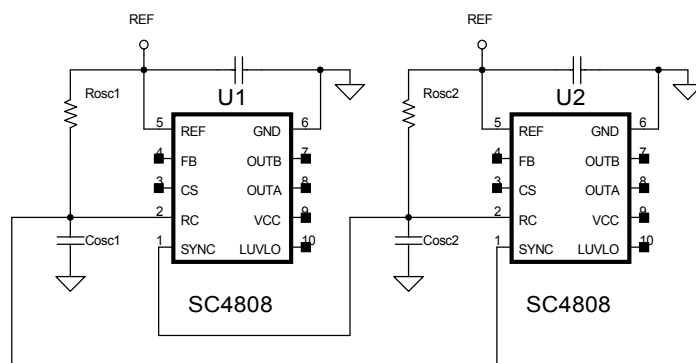 REF
REF
Rosc1
U1
Rosc2
U2
5 REF GND 6
5 REF GND 6
4 FB OUTB 7
4 FB OUTB 7
3 CS OUTA 8
3 CS OUTA 8
2 RC VCC 9
2 RC VCC 9
Cosc1
1 SYNC LUVLO 10
Cosc2
1 SYNC LUVLO 10
SC4808
SC4808